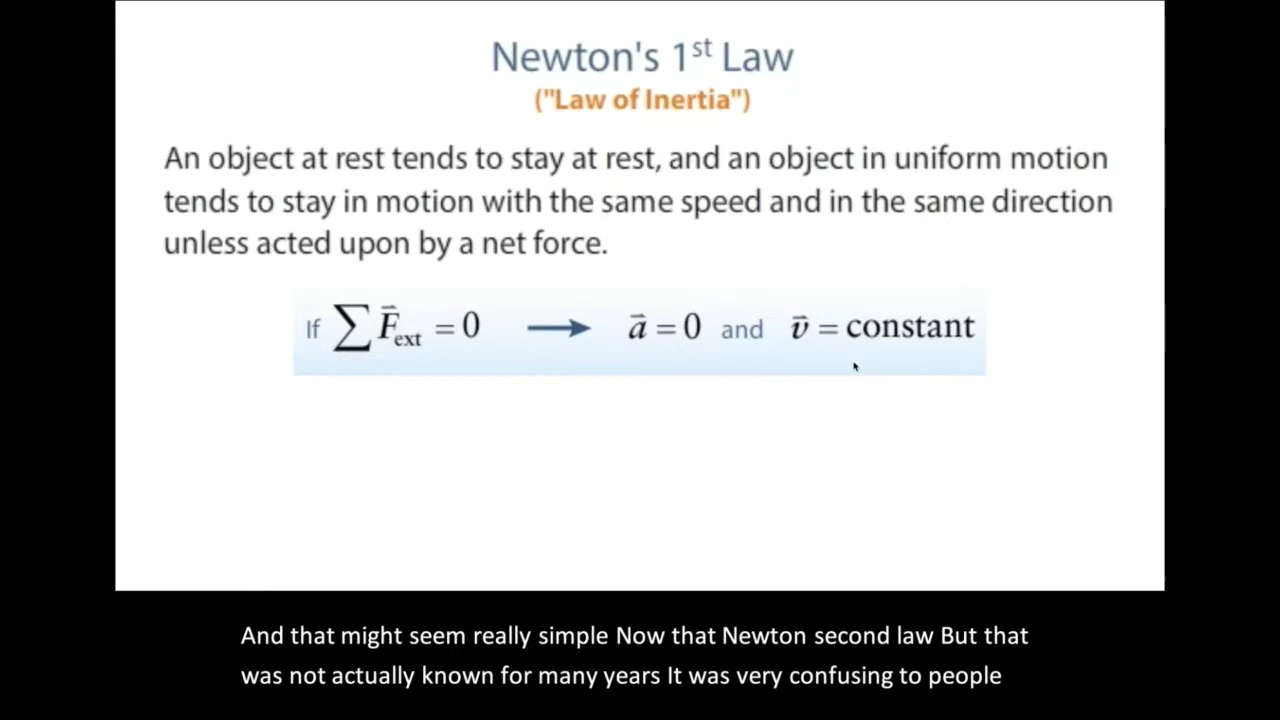 Newton's 1st Law
("Law of Inertia")
An object at rest tends to stay at rest, and an object in uniform motion
tends to stay in motion with the same speed and in the same direction
unless acted upon by a net force.
If ∑ F⃗ext = 0 → a⃗ = 0 and v⃗ = constant
And that might seem really simple Now that Newton second law But that
was not actually known for many years It was very confusing to people